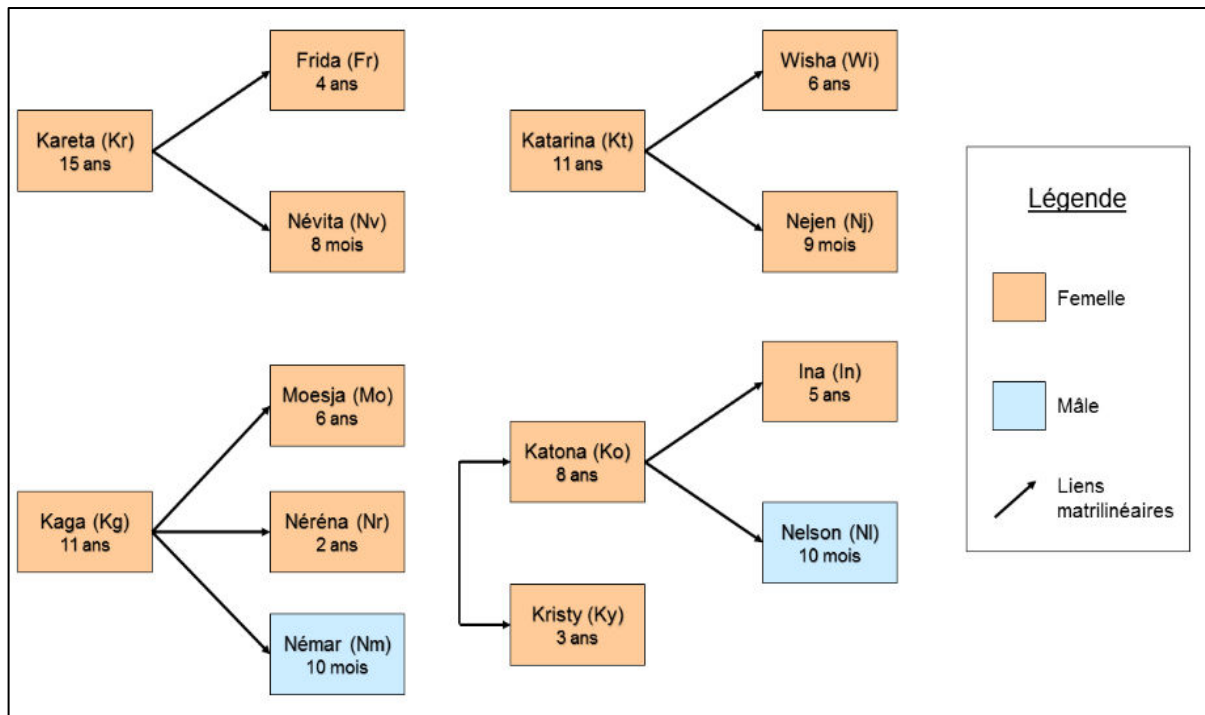 Kareta (Kr)
15 ans
Frida (Fr)
4 ans
Névita (Nv)
8 mois
Katarina (Kt)
11 ans
Wisha (Wi)
6 ans
Nejen (Nj)
9 mois
Kaga (Kg)
11 ans
Moesja (Mo)
6 ans
Néréna (Nr)
2 ans
Némar (Nm)
10 mois
Katona (Ko)
8 ans
Kristy (Ky)
3 ans
Ina (In)
5 ans
Nelson (Nl)
10 mois
Légende
Femelle
Mâle
Liens
matrilinéaires